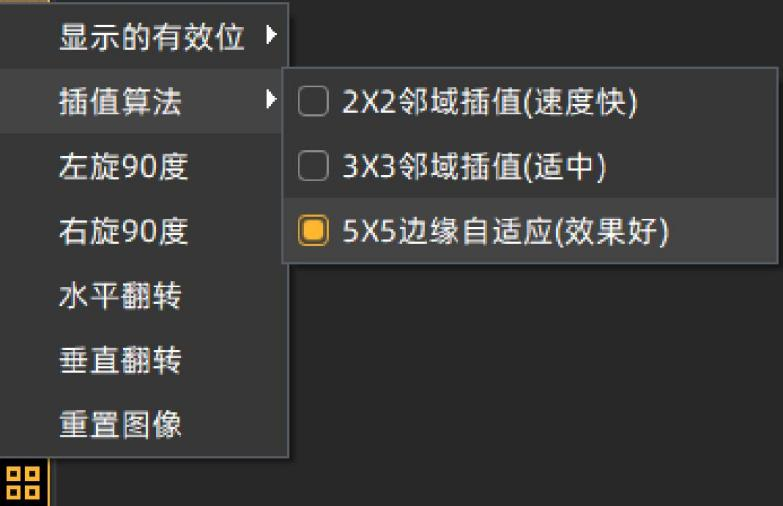 显示的有效位
插值算法
2X2邻域插值(速度快)
3X3邻域插值(适中)
5X5边缘自适应(效果好)
左旋90度
右旋90度
水平翻转
垂直翻转
重置图像